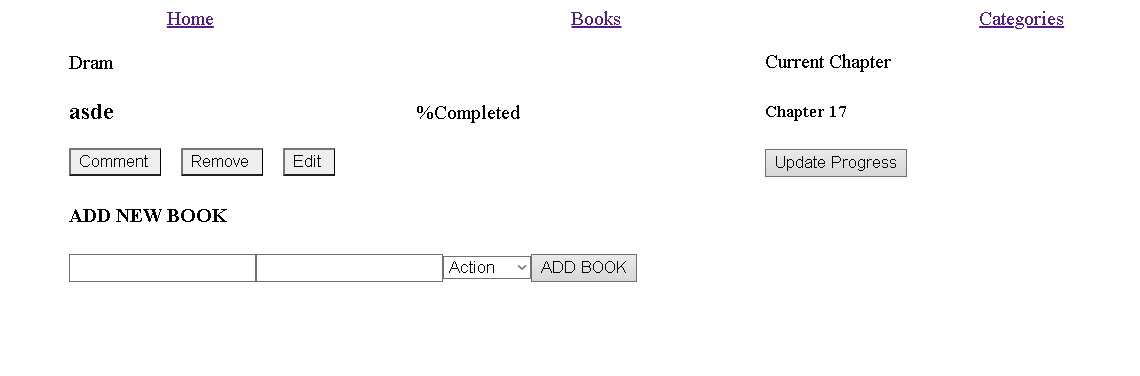 Home Books Categories
Dram Current Chapter
asde %Completed Chapter 17
Comment Remove Edit Update Progress
ADD NEW BOOK
Action ADD BOOK